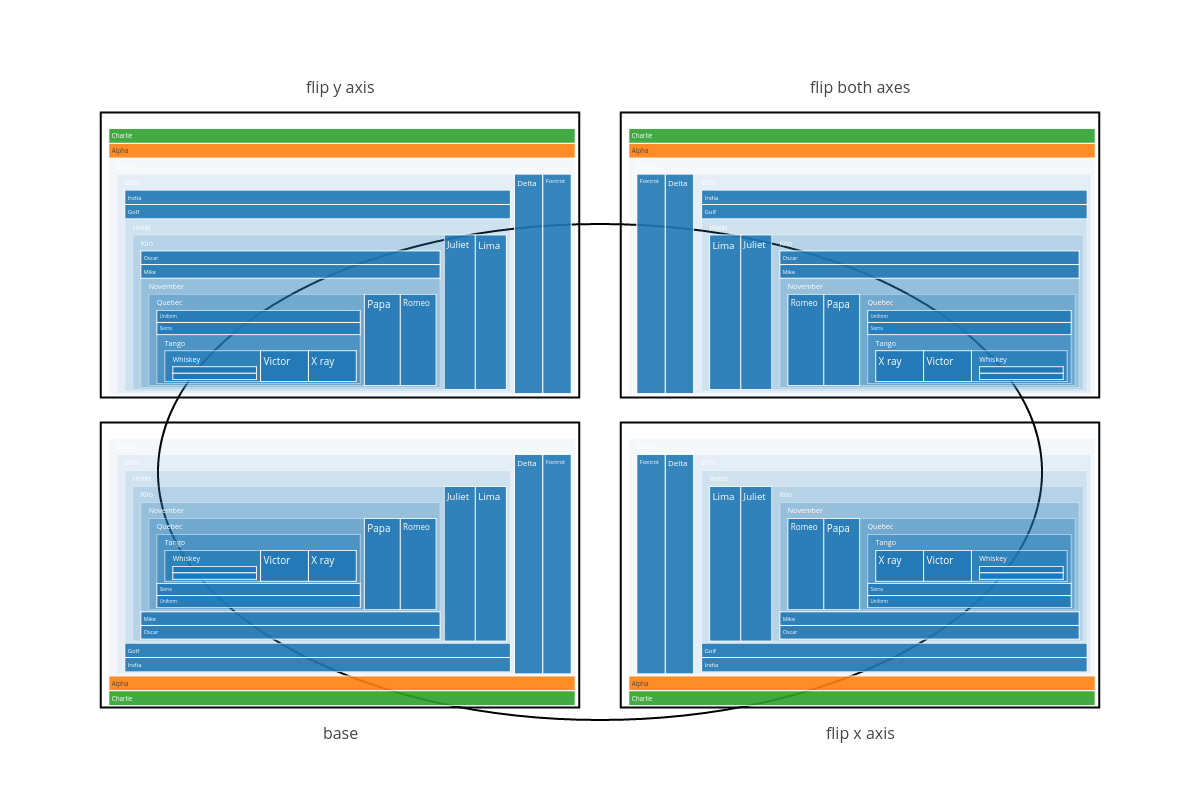 flip y axis
flip both axes
Charlie
Alpha
Delta
Foxtrot
India
Golf
Hotel
Kilo
Juliet
Lima
Oscar
Mike
November
Quebec
Papa
Romeo
Uniform
Sierra
Tango
Whiskey
Victor
X ray
Charlie
Alpha
Foxtrot
Delta
India
Golf
Hotel
Lima
Juliet
Kilo
Oscar
Mike
November
Romeo
Papa
Quebec
Uniform
Sierra
Tango
X ray
Victor
Whiskey
Delta
Foxtrot
Hotel
Kilo
Juliet
Lima
November
Quebec
Papa
Romeo
Tango
Whiskey
Victor
X ray
Sierra
Uniform
Mike
Oscar
Golf
India
Alpha
Charlie
Foxtrot
Delta
Hotel
Lima
Juliet
Kilo
November
Romeo
Papa
Quebec
Tango
X ray
Victor
Whiskey
Sierra
Uniform
Mike
Oscar
Golf
India
Alpha
Charlie
base
flip x axis